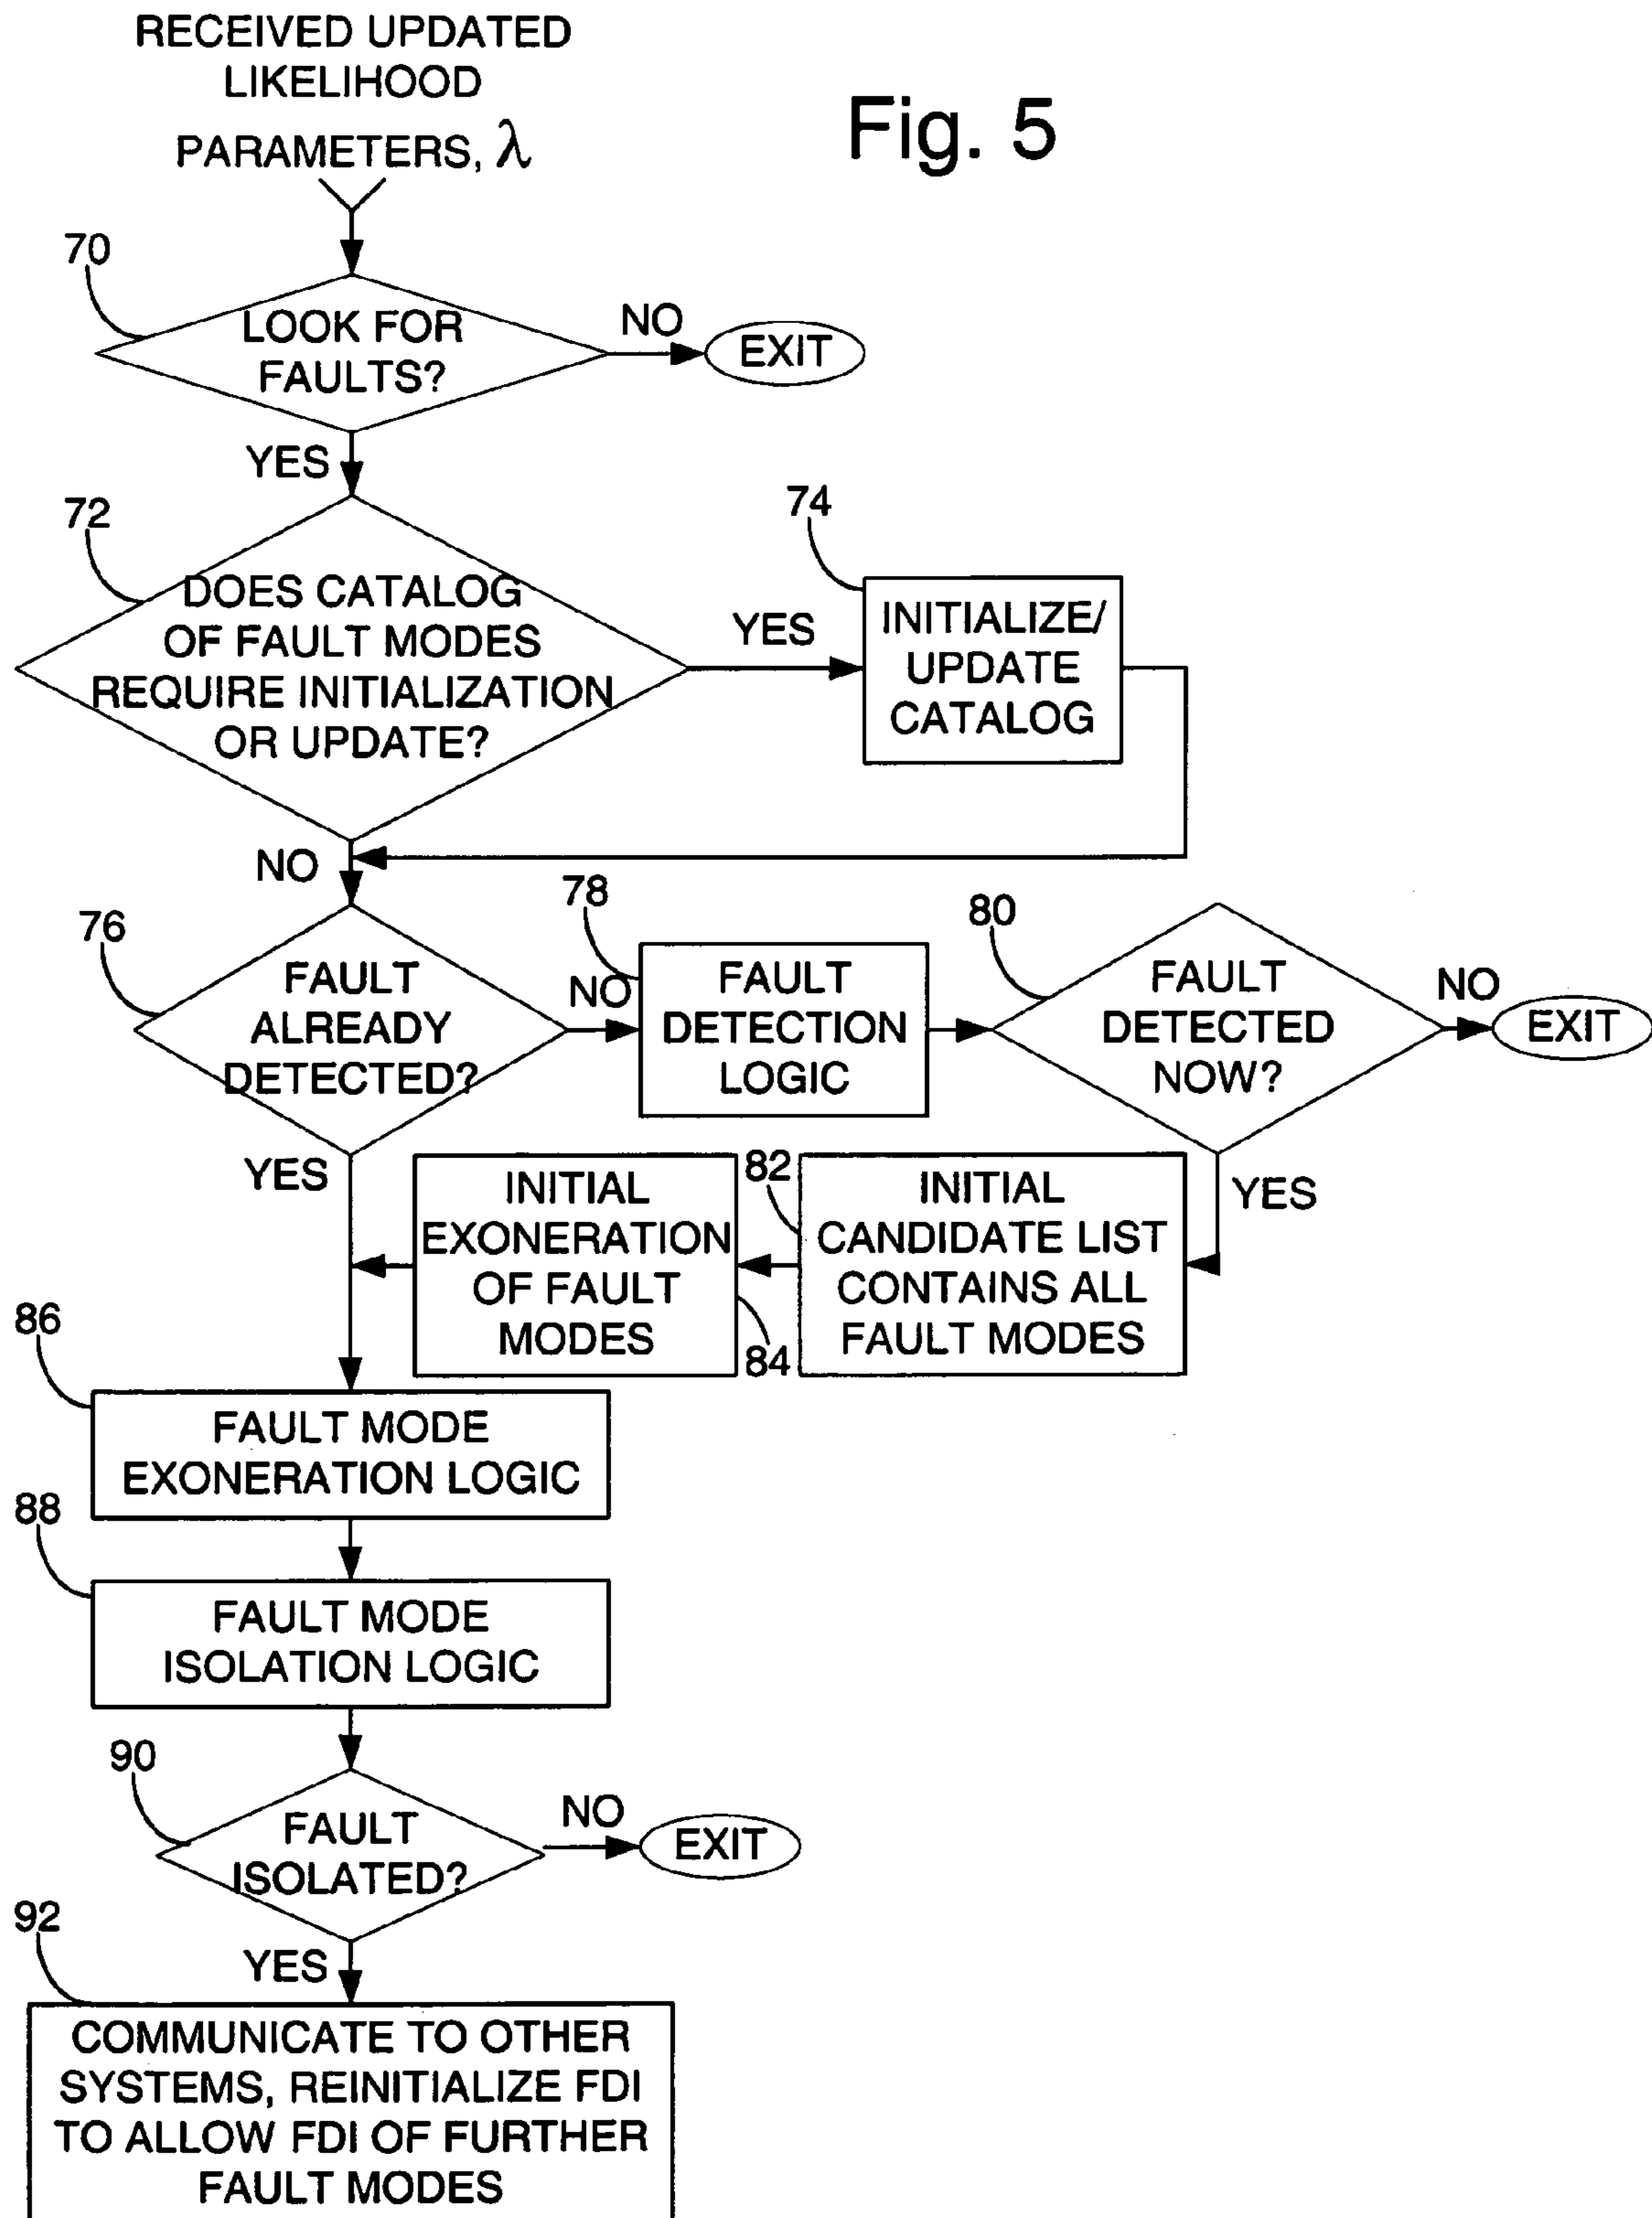 RECEIVED UPDATED
LIKELIHOOD
PARAMETERS, λ
Fig. 5
70
LOOK FOR
FAULTS?
NO
EXIT
YES
72
DOES CATALOG
OF FAULT MODES
REQUIRE INITIALIZATION
OR UPDATE?
YES
74
INITIALIZE/
UPDATE
CATALOG
NO
76
FAULT
ALREADY
DETECTED?
NO
78
FAULT
DETECTION
LOGIC
80
FAULT
DETECTED
NOW?
NO
EXIT
YES
YES
82
INITIAL
CANDIDATE LIST
CONTAINS ALL
FAULT MODES
INITIAL
EXONERATION
OF FAULT
MODES
84
86
FAULT MODE
EXONERATION LOGIC
88
FAULT MODE
ISOLATION LOGIC
90
FAULT
ISOLATED?
NO
EXIT
YES
92
COMMUNICATE TO OTHER
SYSTEMS, REINITIALIZE FDI
TO ALLOW FDI OF FURTHER
FAULT MODES